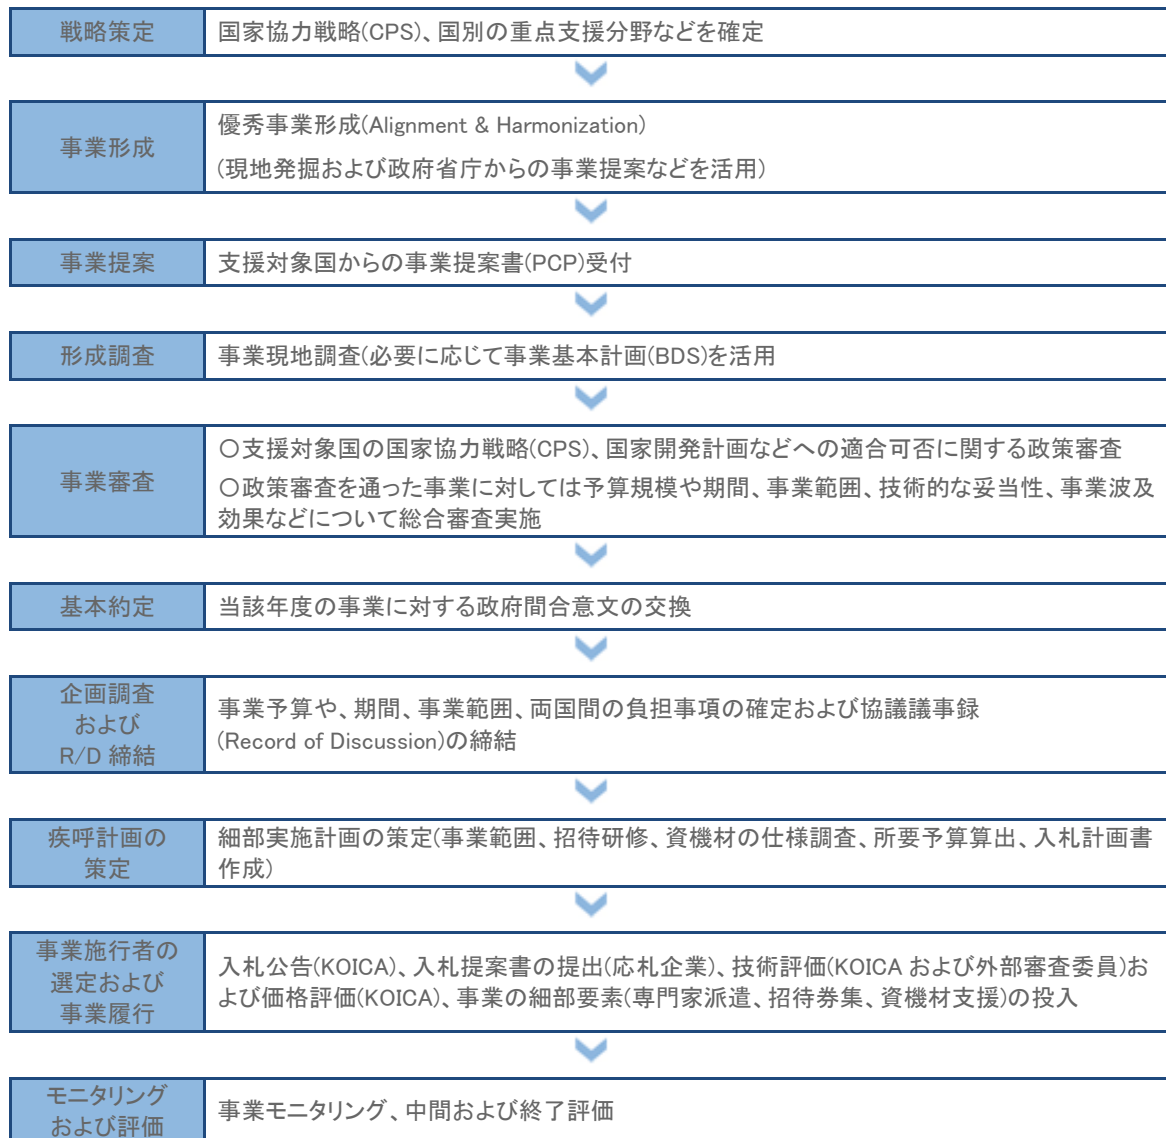 戦略策定
国家協力戦略(CPS)、国別の重点支援分野などを確定
事業形成
優秀事業形成(Alignment & Harmonization)
(現地発掘および政府省庁からの事業提案などを活用)
事業提案
支援対象国からの事業提案書(PCP)受付
形成調査
事業現地調査(必要に応じて事業基本計画(BDS)を活用
事業審査
〇支援対象国の国家協力戦略(CPS)、国家開発計画などへの適合可否に関する政策審査
〇政策審査を通った事業に対しては予算規模や期間、事業範囲、技術的な妥当性、事業波及
効果などについて総合審査実施
基本約定
当該年度の事業に対する政府間合意文の交換
企画調査
および
R/D 締結
事業予算や、期間、事業範囲、両国間の負担事項の確定および協議議事録
(Record of Discussion)の締結
疾呼計画の
策定
細部実施計画の策定(事業範囲、招待研修、資機材の仕様調査、所要予算算出、入札計画書
作成)
事業施行者の
選定および
事業履行
入札公告(KOICA)、入札提案書の提出(応札企業)、技術評価(KOICA および外部審査委員)お
よび価格評価(KOICA)、事業の細部要素(専門家派遣、招待券集、資機材支援)の投入
モニタリング
および評価
事業モニタリング、中間および終了評価